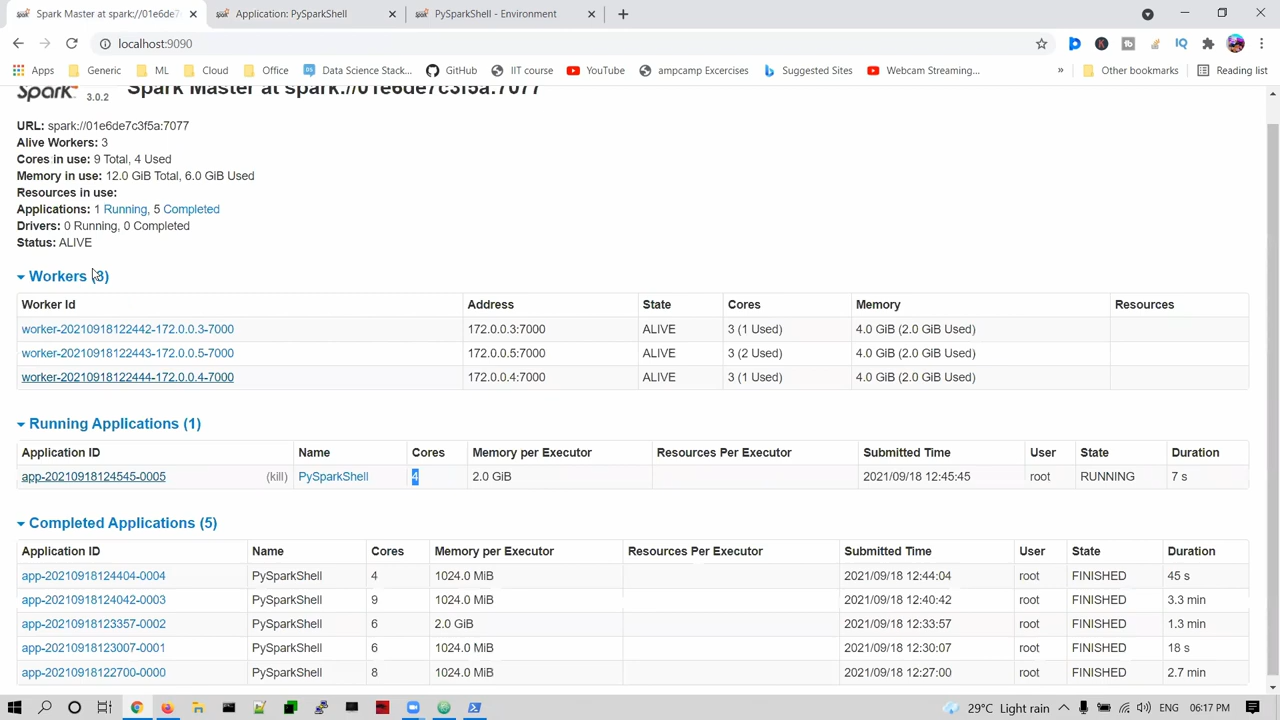 Spark Master at spark://01e6de7
Application: PySparkShell
PySparkShell - Environment
localhost:9090
Apps
Generic
ML
Cloud
Office
Data Science Stack...
GitHub
IIT course
YouTube
ampcamp Excercises
Suggested Sites
Webcam Streaming...
»
Other bookmarks
Reading list
Spark 3.0.2 Spark Master at spark://01e6de7c3f5a:7077
URL: spark://01e6de7c3f5a:7077
Alive Workers: 3
Cores in use: 9 Total, 4 Used
Memory in use: 12.0 GiB Total, 6.0 GiB Used
Resources in use:
Applications: 1 Running, 5 Completed
Drivers: 0 Running, 0 Completed
Status: ALIVE
Workers (3)
Worker Id Address State Cores Memory Resources
worker-20210918122442-172.0.0.3-7000 172.0.0.3:7000 ALIVE 3 (1 Used) 4.0 GiB (2.0 GiB Used)
worker-20210918122443-172.0.0.5-7000 172.0.0.5:7000 ALIVE 3 (2 Used) 4.0 GiB (2.0 GiB Used)
worker-20210918122444-172.0.0.4-7000 172.0.0.4:7000 ALIVE 3 (1 Used) 4.0 GiB (2.0 GiB Used)
Running Applications (1)
Application ID Name Cores Memory per Executor Resources Per Executor Submitted Time User State Duration
app-20210918124545-0005 (kill) PySparkShell 4 2.0 GiB 2021/09/18 12:45:45 root RUNNING 7 s
Completed Applications (5)
Application ID Name Cores Memory per Executor Resources Per Executor Submitted Time User State Duration
app-20210918124404-0004 PySparkShell 4 1024.0 MiB 2021/09/18 12:44:04 root FINISHED 45 s
app-20210918124042-0003 PySparkShell 9 1024.0 MiB 2021/09/18 12:40:42 root FINISHED 3.3 min
app-20210918123357-0002 PySparkShell 6 2.0 GiB 2021/09/18 12:33:57 root FINISHED 1.3 min
app-20210918123007-0001 PySparkShell 6 1024.0 MiB 2021/09/18 12:30:07 root FINISHED 18 s
app-20210918122700-0000 PySparkShell 8 1024.0 MiB 2021/09/18 12:27:00 root FINISHED 2.7 min
29°C Light rain ENG 06:17 PM